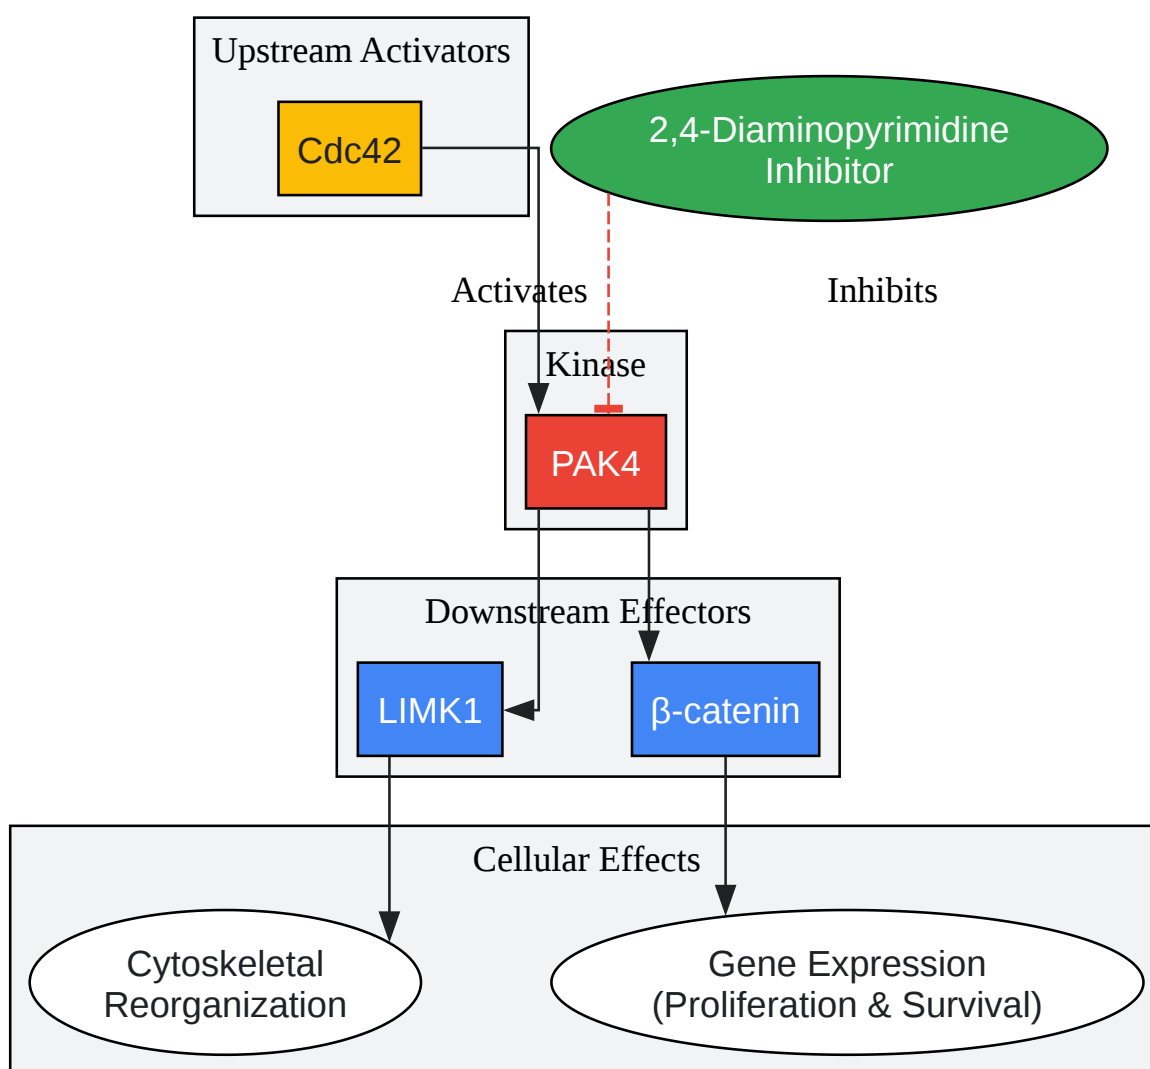 Upstream Activators
Cdc42
2,4-Diaminopyrimidine
Inhibitor
Activates
Inhibits
Kinase
PAK4
Downstream Effectors
LIMK1
β-catenin
Cellular Effects
Cytoskeletal
Reorganization
Gene Expression
(Proliferation & Survival)